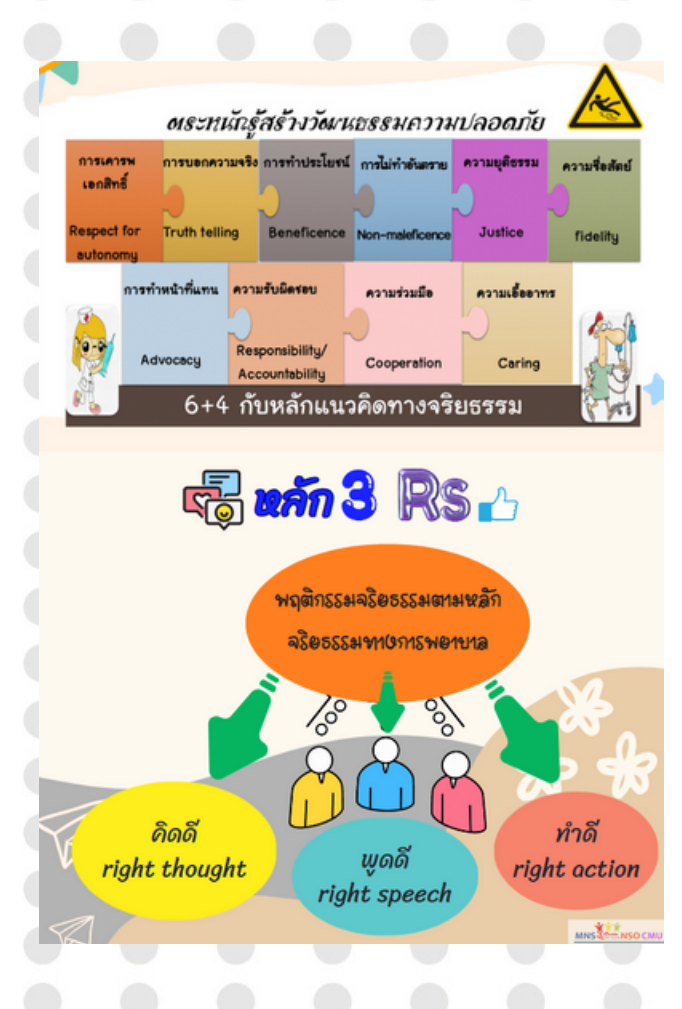 ตระหนักรู้สร้างวัฒนธรรมความปลอดภัย
การเคารพ
เอกสิทธิ์
Respect for
autonomy
การบอกความจริง
Truth telling
การทำประโยชน์
Beneficence
การไม่ทำอันตราย
Non-maleficence
ความยุติธรรม
Justice
ความซื่อสัตย์
fidelity
การทำหน้าที่แทน
Advocacy
ความรับผิดชอบ
Responsibility/
Accountability
ความร่วมมือ
Cooperation
ความเอื้ออาทร
Caring
6+4 กับหลักแนวคิดทางจริยธรรม
หลัก 3 Rs
พฤติกรรมจริยธรรมตามหลัก
จริยธรรมทางการพยาบาล
คิดดี
right thought
พูดดี
right speech
ทำดี
right action
MNS NSO CMU